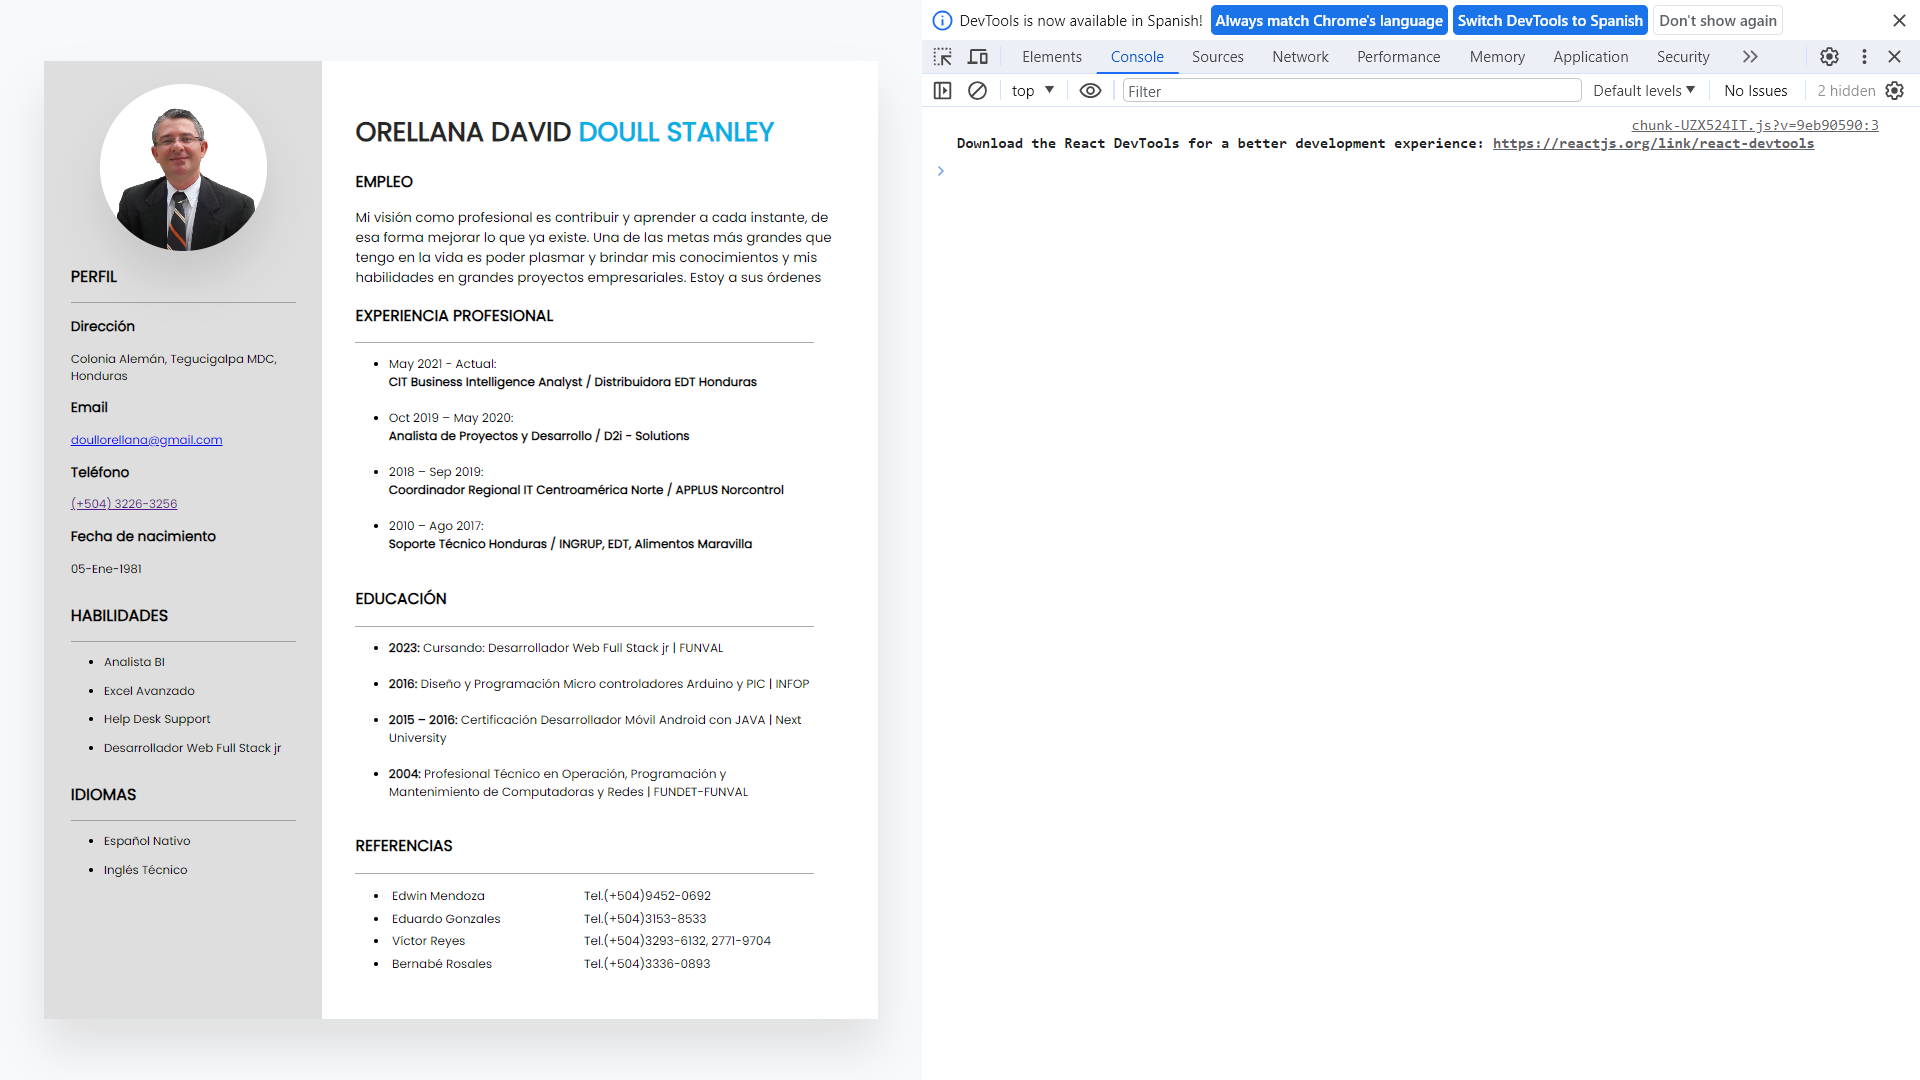 ORELLANA DAVID DOULL STANLEY
EMPLEO
Mi visión como profesional es contribuir y aprender a cada instante, de
esa forma mejorar lo que ya existe. Una de las metas más grandes que
tengo en la vida es poder plasmar y brindar mis conocimientos y mis
habilidades en grandes proyectos empresariales. Estoy a sus órdenes
EXPERIENCIA PROFESIONAL
May 2021 - Actual:
CIT Business Intelligence Analyst / Distribuidora EDT Honduras
Oct 2019 – May 2020:
Analista de Proyectos y Desarrollo / D2i - Solutions
2018 – Sep 2019:
Coordinador Regional IT Centroamérica Norte / APPLUS Norcontrol
2010 – Ago 2017:
Soporte Técnico Honduras / INGRUP, EDT, Alimentos Maravilla
EDUCACIÓN
2023: Cursando: Desarrollador Web Full Stack jr | FUNVAL
2016: Diseño y Programación Micro controladores Arduino y PIC | INFOP
2015 – 2016: Certificación Desarrollador Móvil Android con JAVA | Next
University
2004: Profesional Técnico en Operación, Programación y
Mantenimiento de Computadoras y Redes | FUNDET-FUNVAL
REFERENCIAS
Edwin Mendoza Tel.(+504)9452-0692
Eduardo Gonzales Tel.(+504)3153-8533
Víctor Reyes Tel.(+504)3293-6132, 2771-9704
Bernabé Rosales Tel.(+504)3336-0893
PERFIL
Dirección
Colonia Alemán, Tegucigalpa MDC,
Honduras
Email
doullorellana@gmail.com
Teléfono
(+504) 3226-3256
Fecha de nacimiento
05-Ene-1981
HABILIDADES
Analista BI
Excel Avanzado
Help Desk Support
Desarrollador Web Full Stack jr
IDIOMAS
Español Nativo
Inglés Técnico
DevTools is now available in Spanish! Always match Chrome's language Switch DevTools to Spanish Don't show again
Elements Console Sources Network Performance Memory Application Security
top Filter Default levels No Issues 2 hidden
chunk-UZX524IT.js?v=9eb90590:3
Download the React DevTools for a better development experience: https://reactjs.org/link/react-devtools